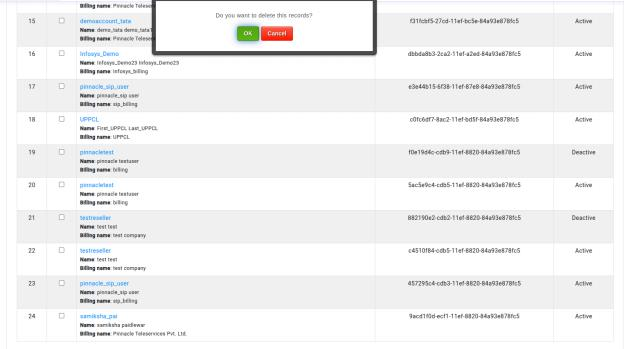 Billing name: Pinnacle Teleser
Do you want to delete this records?
OK Cancel
15 demoaccount_tata f31fcbf5-27cd-11ef-bc5e-84a93e878fc5 Active
Name: demo_tata demo_tata1
Billing name: Pinnacle Teleser
16 Infosys_Demo dbbda8b3-2ca2-11ef-a2ed-84a93e878fc5 Active
Name: Infosys_Demo23 Infosys_Demo23
Billing name: Infosys_billing
17 pinnacle_sip_user e3e44b15-6f38-11ef-87e8-84a93e878fc5 Active
Name: pinnacle_sip user
Billing name: sip_billing
18 UPPCL c0fc6df7-8ac2-11ef-bd5f-84a93e878fc5 Active
Name: First_UPPCL Last_UPPCL
Billing name: UPPCL
19 pinnacletest f0e19d4c-cdb9-11ef-8820-84a93e878fc5 Deactive
Name: pinnacle testuser
Billing name: billing
20 pinnacletest 5ac5e9c4-cdb5-11ef-8820-84a93e878fc5 Active
Name: pinnacle testuser
Billing name: billing
21 testreseller 882190e2-cdb2-11ef-8820-84a93e878fc5 Deactive
Name: test test
Billing name: test company
22 testreseller c4510f84-cdb5-11ef-8820-84a93e878fc5 Active
Name: test test
Billing name: test company
23 pinnacle_sip_user 457295c4-cdb3-11ef-8820-84a93e878fc5 Active
Name: pinnacle_sip user
Billing name: sip_billing
24 samiksha_pai 9acd1f0d-ecf1-11ef-8820-84a93e878fc5 Active
Name: samiksha paidlewar
Billing name: Pinnacle Teleservices Pvt. Ltd.